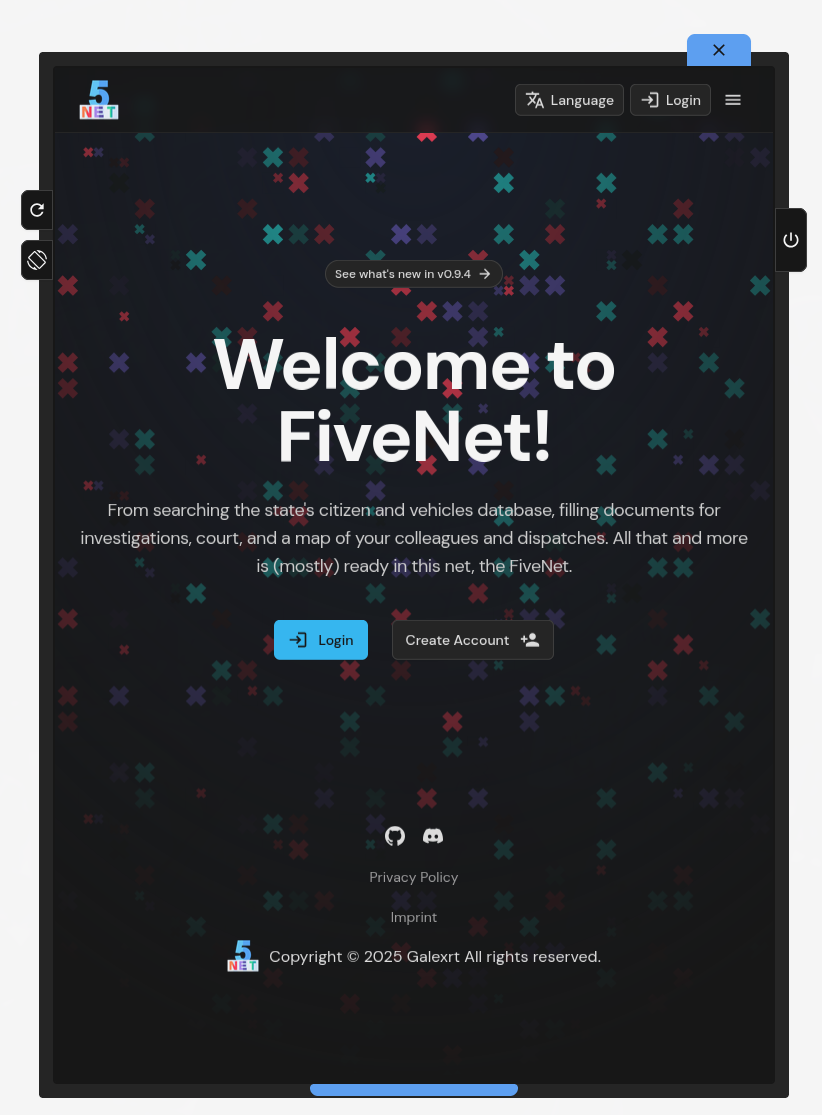 5
NET
Language
Login
See what's new in v0.9.4
Welcome to
FiveNet!
From searching the state's citizen and vehicles database, filling documents for
investigations, court, and a map of your colleagues and dispatches. All that and more
is (mostly) ready in this net, the FiveNet.
Login
Create Account
Privacy Policy
Imprint
5
NET
Copyright © 2025 Galexrt All rights reserved.